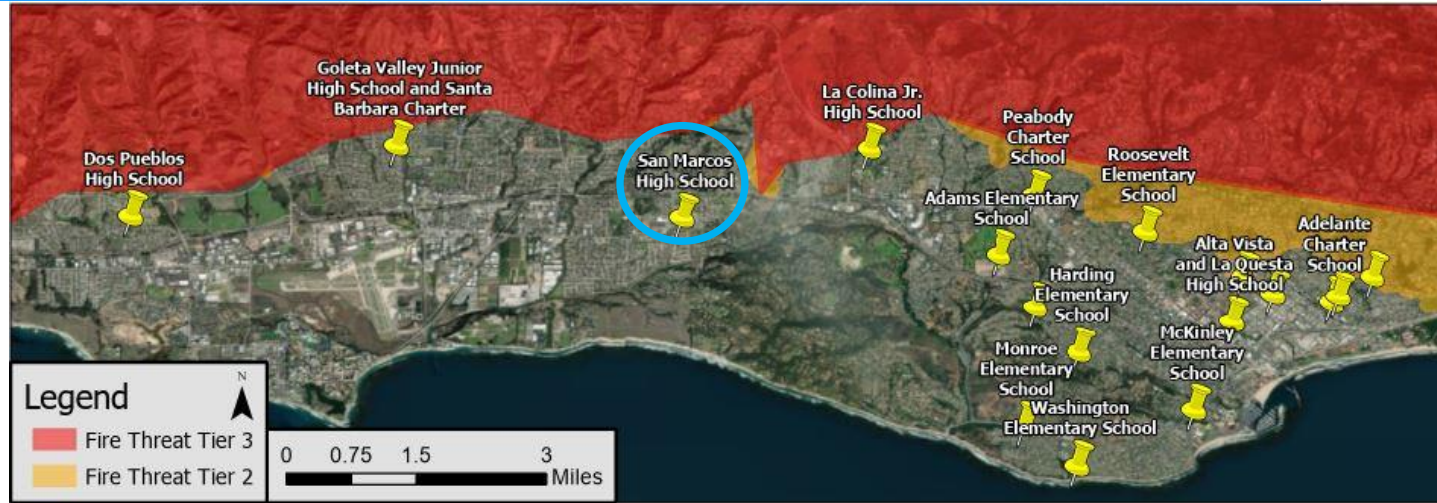 Goleta Valley Junior
High School and Santa
Barbara Charter
La Colina Jr.
High School
Peabody
Charter
School
Dos Pueblos
High School
San Marcos
High School
Roosevelt
Elementary
School
Adams Elementary
School
Alta Vista
and La Questa
High School
Adelante
Charter
School
Harding
Elementary
School
McKinley
Elementary
School
Monroe
Elementary
School
Washington
Elementary School
Legend
N
Fire Threat Tier 3
Fire Threat Tier 2
0 0.75 1.5 3
Miles